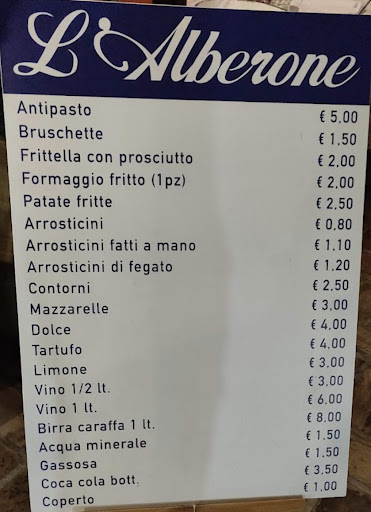 L'Alberone
Antipasto € 5,00
Bruschette € 1,50
Frittella con prosciutto € 2,00
Formaggio fritto (1pz) € 2,00
Patate fritte € 2,50
Arrosticini € 0,80
Arrosticini fatti a mano € 1,10
Arrosticini di fegato € 1,20
Contorni € 2,50
Mazzarelle € 3,00
Dolce € 4,00
Tartufo € 4,00
Limone € 3,00
Vino 1/2 lt. € 3,00
Vino 1 lt. € 6,00
Birra caraffa 1 lt. € 8,00
Acqua minerale € 1.50
Gassosa € 1,50
Coca cola bott. € 3,50
Coperto € 1,00